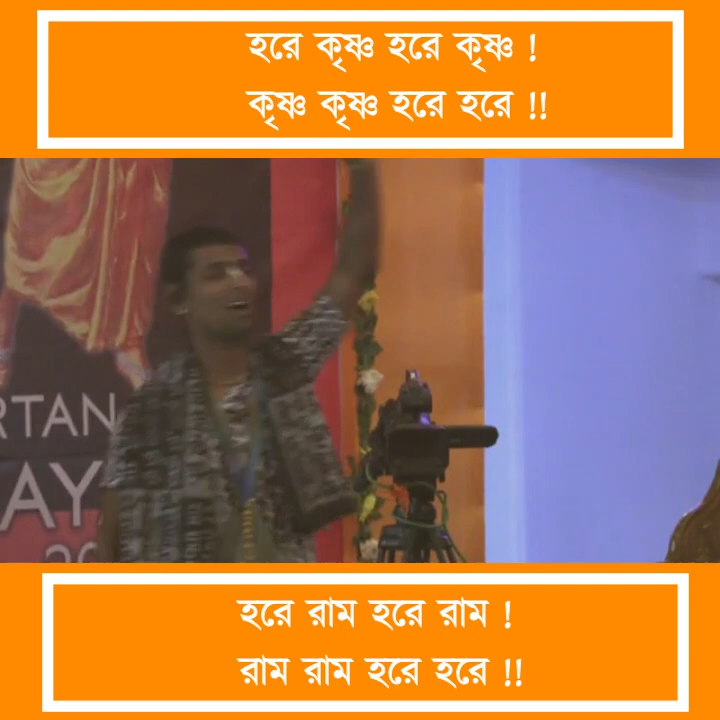 হরে কৃষ্ণ হরে কৃষ্ণ !
কৃষ্ণ কৃষ্ণ হরে হরে !!
RTAN
AY
হরে রাম হরে রাম !
রাম রাম হরে হরে !!